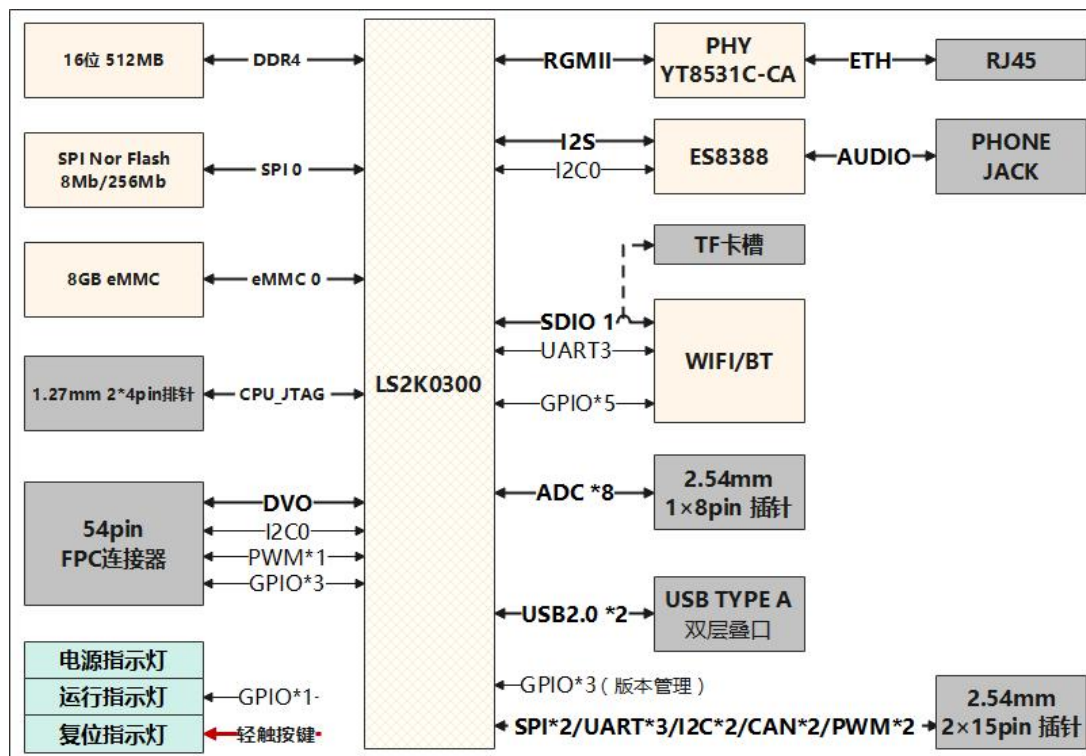 16位 512MB
DDR4
SPI Nor Flash
8Mb/256Mb
SPI 0
8GB eMMC
eMMC 0
1.27mm 2*4pin排针
CPU_JTAG
54pin
FPC连接器
DVO
I2C0
PWM*1
GPIO*3
电源指示灯
运行指示灯
GPIO*1-
复位指示灯
轻触按键-
LS2K0300
RGMII
PHY
YT8531C-CA
ETH
RJ45
I2S
I2C0
ES8388
AUDIO
PHONE
JACK
TF卡槽
SDIO 1
UART3
GPIO*5
WIFI/BT
ADC *8
2.54mm
1×8pin 插针
USB2.0 *2
USB TYPE A
双层叠口
GPIO*3(版本管理)
SPI*2/UART*3/I2C*2/CAN*2/PWM*2
2.54mm
2×15pin 插针